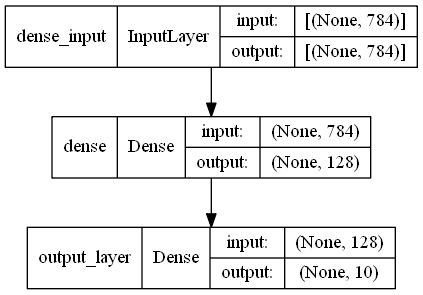 dense_input InputLayer input: [(None, 784)]
output: [(None, 784)]
dense Dense input: (None, 784)
output: (None, 128)
output_layer Dense input: (None, 128)
output: (None, 10)